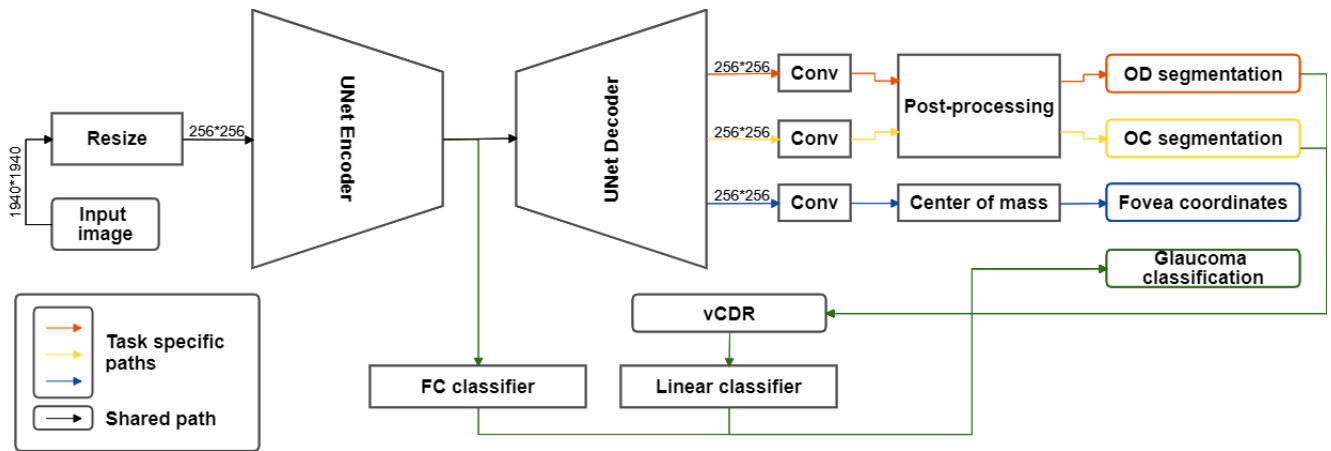 256*256
Conv
OD segmentation
Post-processing
256*256
Conv
OC segmentation
UNet Encoder
UNet Decoder
Resize
256*256
1940*1940
Input
image
256*256
Conv
Center of mass
Fovea coordinates
Glaucoma
classification
vCDR
Task specific
paths
FC classifier
Linear classifier
Shared path